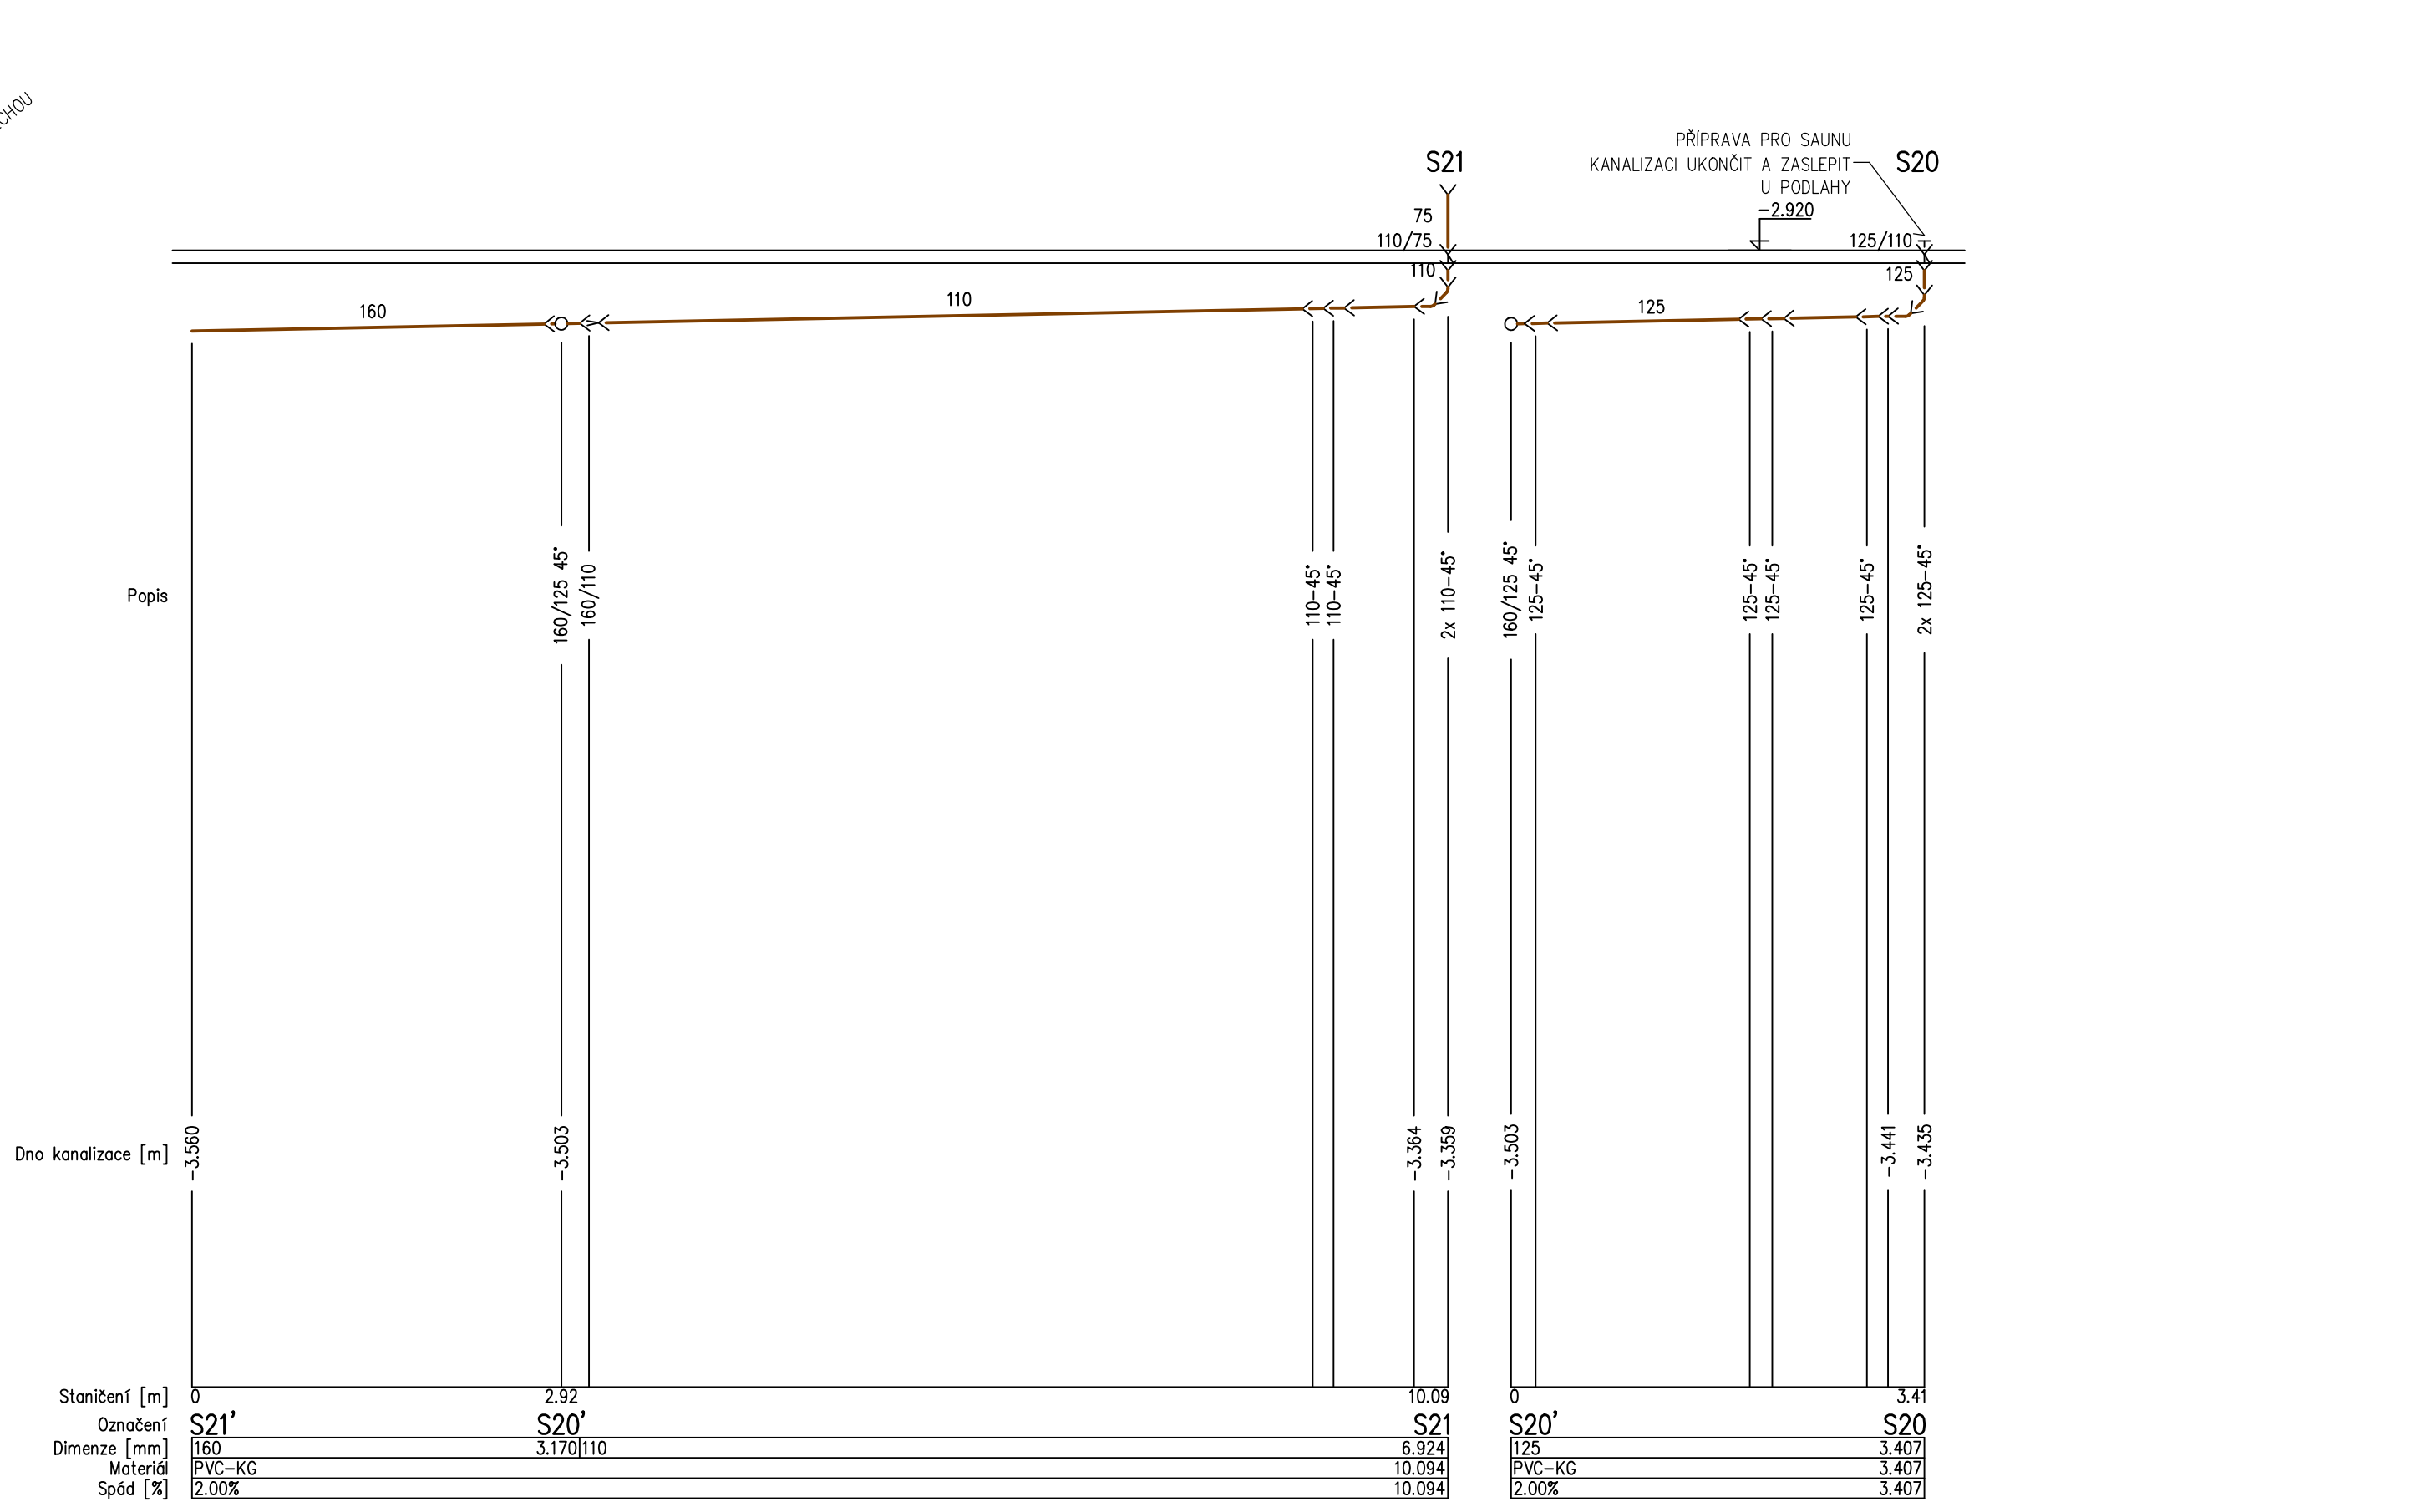 S21
PŘÍPRAVA PRO SAUNU
KANALIZACI UKONČIT A ZASLEPIT
U PODLAHY
S20
-2.920
75
110/75
110
125/110
125
160
110
125
Popis
160/125 45°
160/110
110-45°
110-45°
2x 110-45°
160/125 45°
125-45°
125-45°
125-45°
125-45°
2x 125-45°
Dno kanalizace [m]
-3.560
-3.503
-3.364
-3.359
-3.503
-3.441
-3.435
Staničení [m] 0 2.92 10.09 0 3.41
Označení S21' S20' S21 S20' S20
Dimenze [mm] 160 3.170 110 6.924 125 3.407
Materiál PVC-KG 10.094 PVC-KG 3.407
Spád [%] 2.00% 10.094 2.00% 3.407